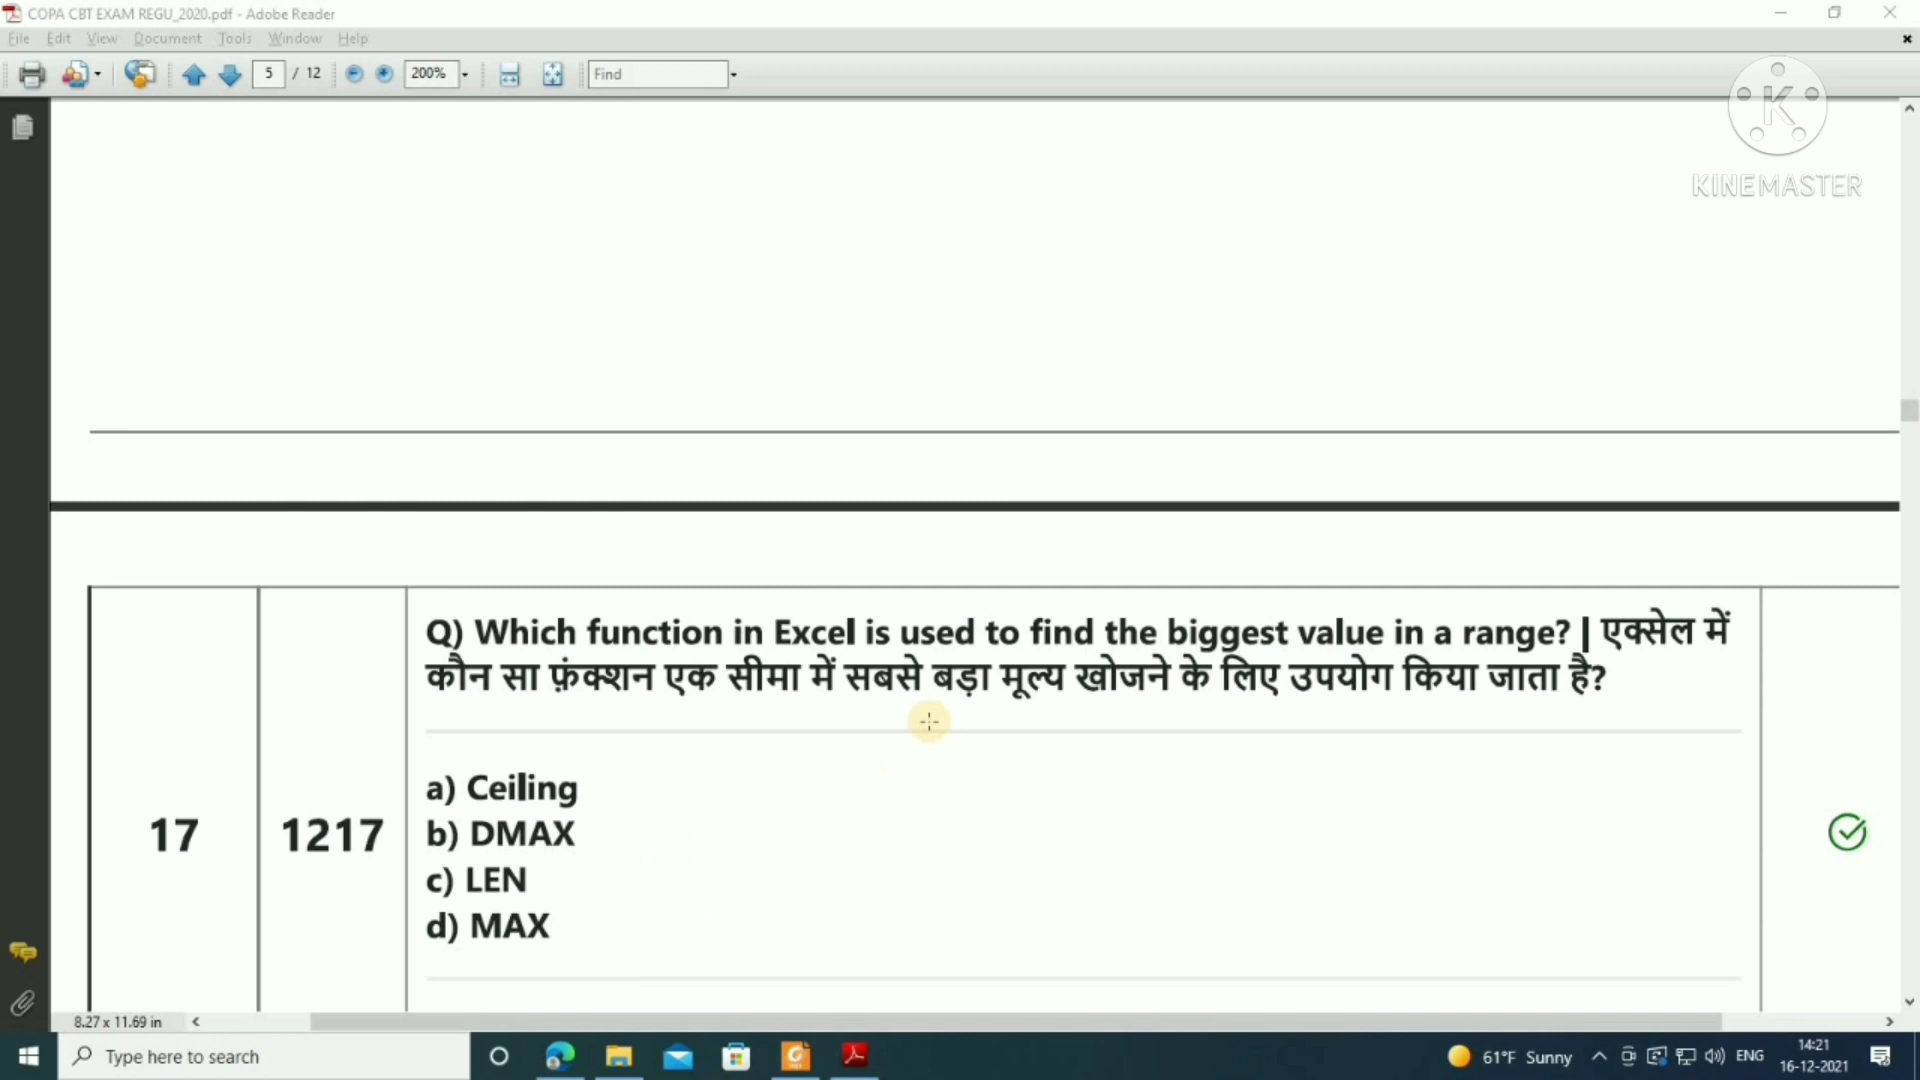 COPA CBT EXAM REGU_2020.pdf - Adobe Reader
File Edit View Document Tools Window Help
5 / 12 200% Find
KINEMASTER
Q) Which function in Excel is used to find the biggest value in a range? | एक्सेल में
कौन सा फ़ंक्शन एक सीमा में सबसे बड़ा मूल्य खोजने के लिए उपयोग किया जाता है?
a) Ceiling
17 1217 b) DMAX
c) LEN
d) MAX
8.27 x 11.69 in
Type here to search 61°F Sunny ENG 14:21
16-12-2021